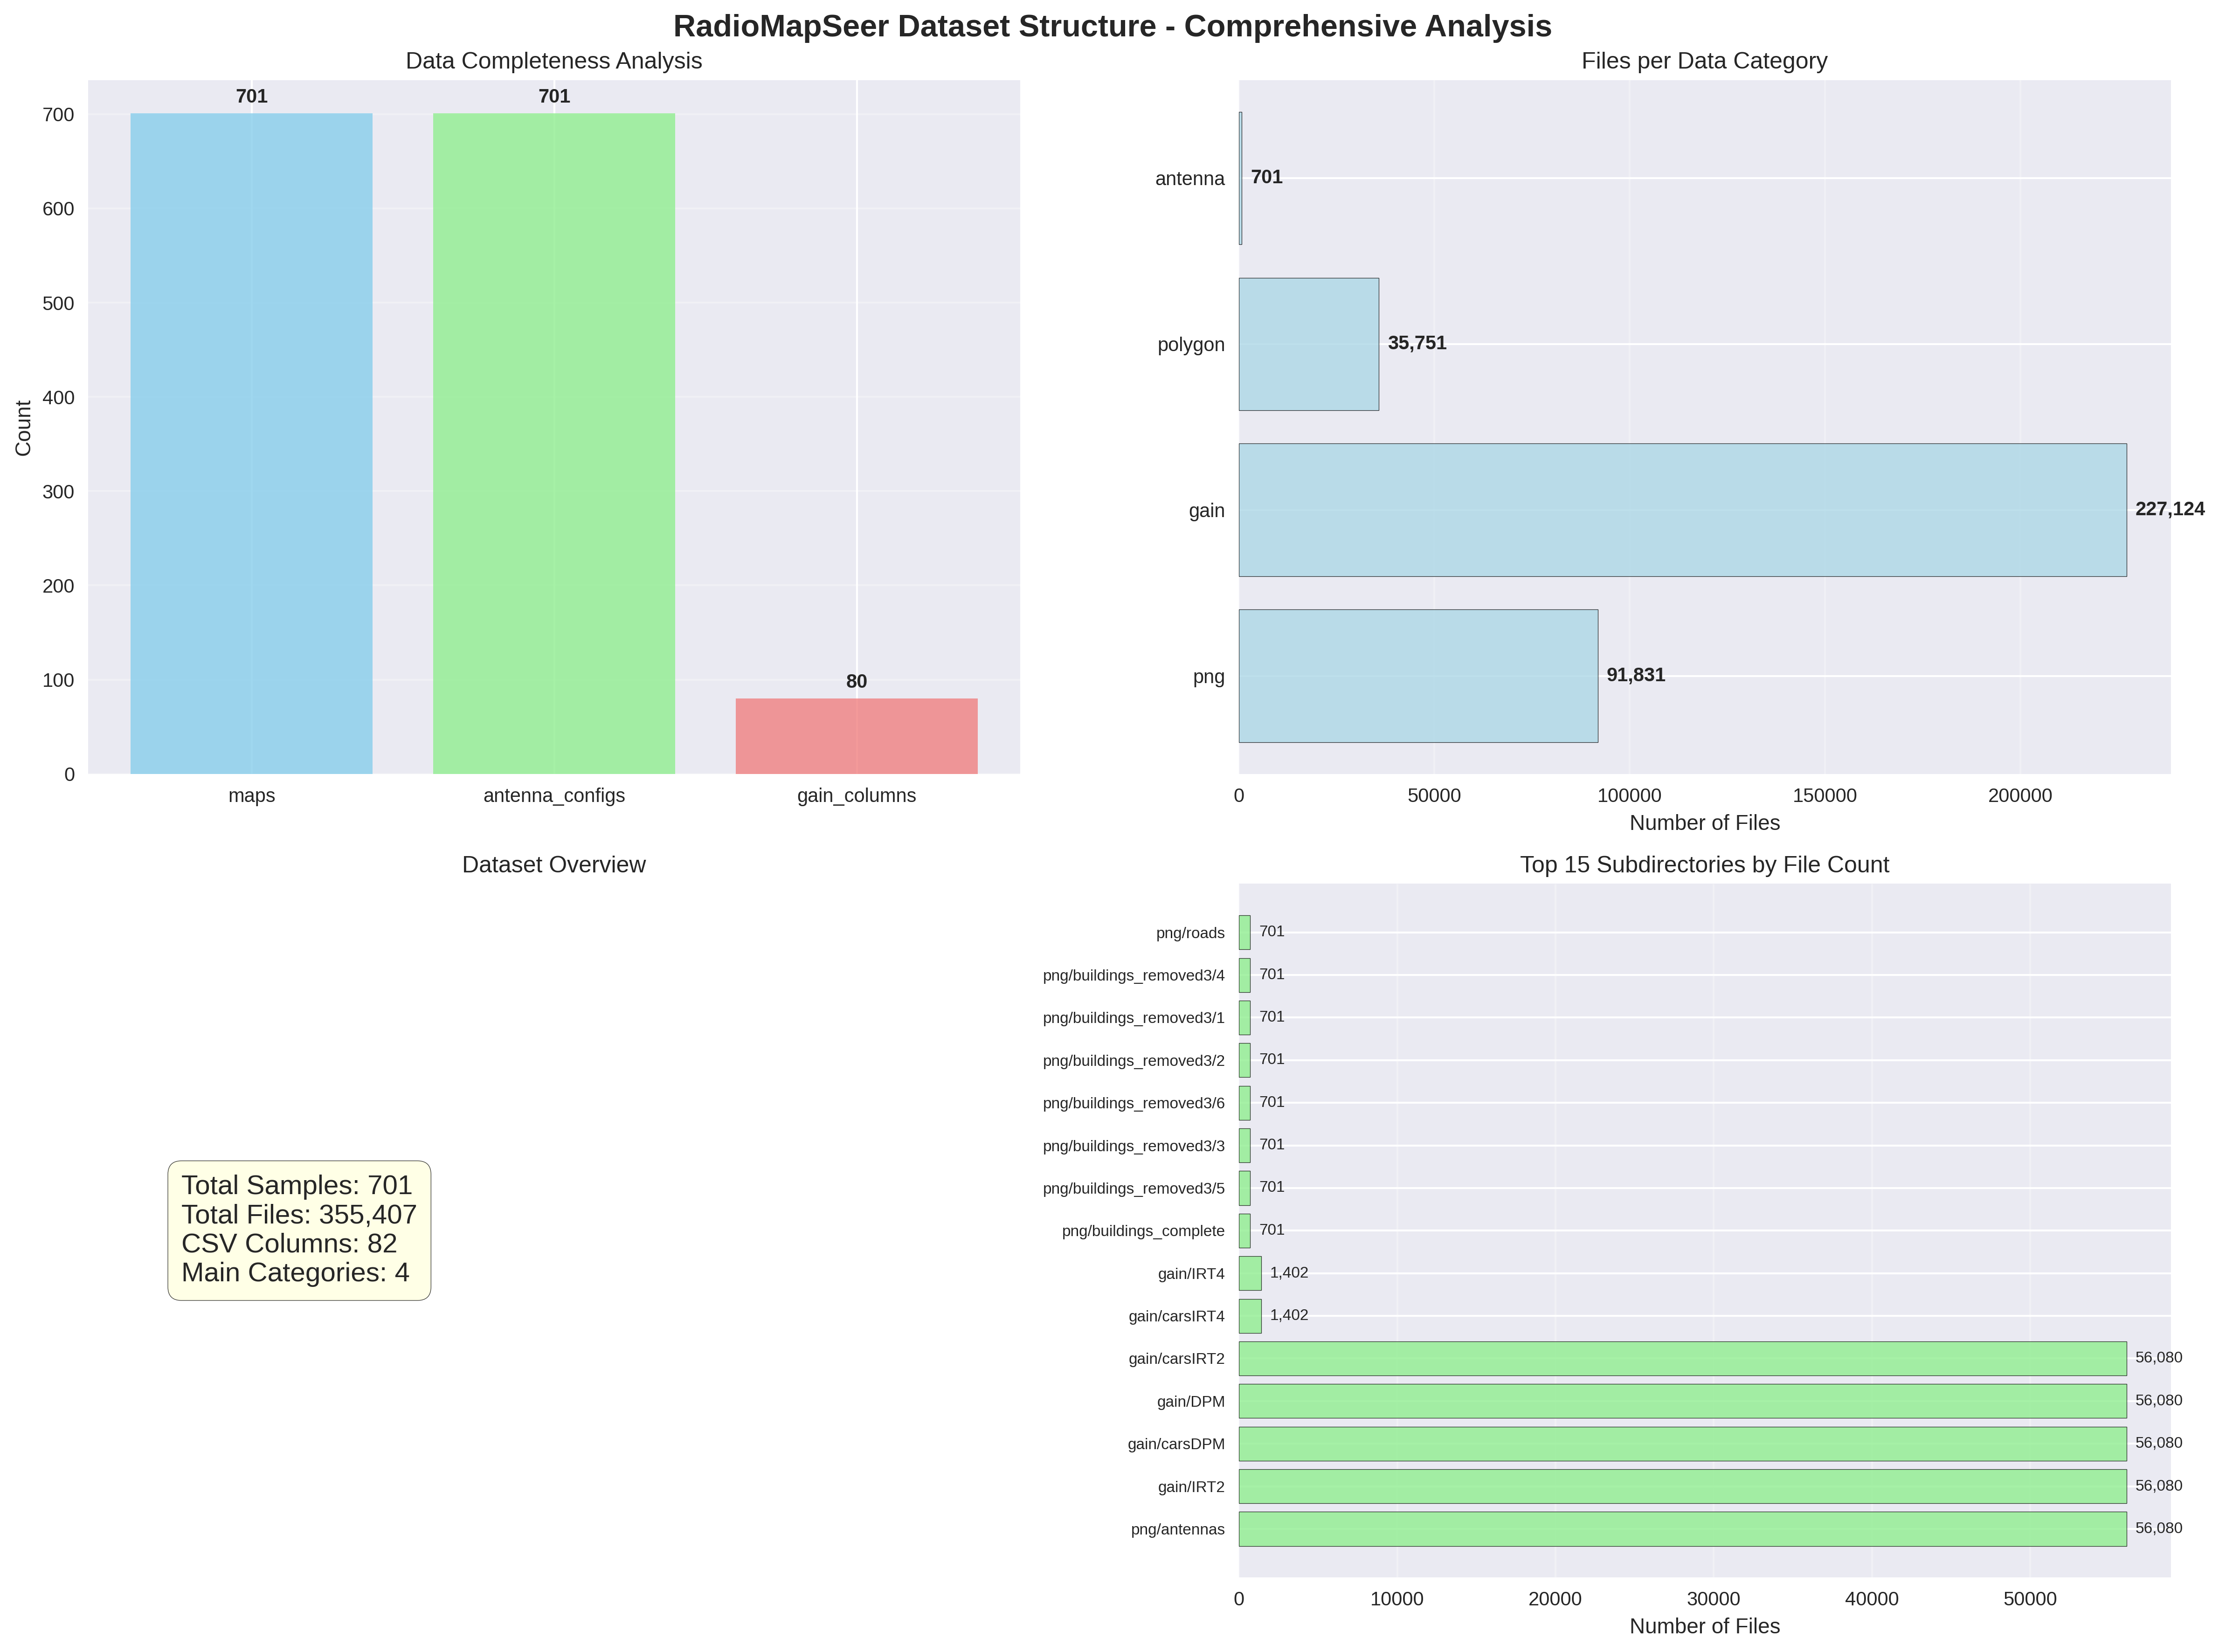 RadioMapSeer Dataset Structure - Comprehensive Analysis
Data Completeness Analysis
701
701
80
700
600
500
400
300
200
100
0
Count
maps
antenna_configs
gain_columns
Files per Data Category
antenna
701
polygon
35,751
gain
227,124
png
91,831
0
50000
100000
150000
200000
Number of Files
Dataset Overview
Total Samples: 701
Total Files: 355,407
CSV Columns: 82
Main Categories: 4
Top 15 Subdirectories by File Count
png/roads
701
png/buildings_removed3/4
701
png/buildings_removed3/1
701
png/buildings_removed3/2
701
png/buildings_removed3/6
701
png/buildings_removed3/3
701
png/buildings_removed3/5
701
png/buildings_complete
701
gain/IRT4
1,402
gain/carsIRT4
1,402
gain/carsIRT2
56,080
gain/DPM
56,080
gain/carsDPM
56,080
gain/IRT2
56,080
png/antennas
56,080
0
10000
20000
30000
40000
50000
Number of Files